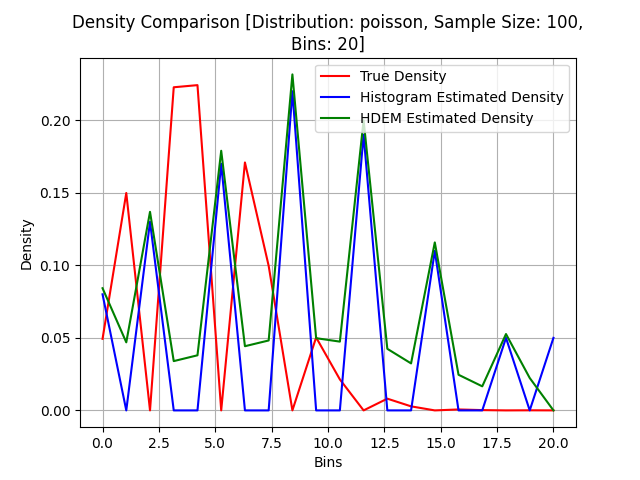 Density Comparison [Distribution: poisson, Sample Size: 100,
Bins: 20]
True Density
Histogram Estimated Density
HDEM Estimated Density
0.20
0.15
0.10
0.05
0.00
Density
0.0 2.5 5.0 7.5 10.0 12.5 15.0 17.5 20.0
Bins